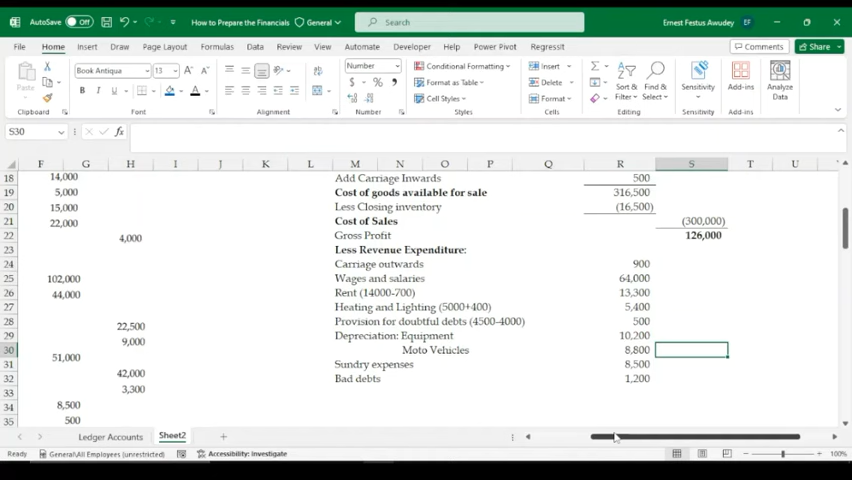 AutoSave Off How to Prepare the Financials General Search Ernest Festus Awudey EF
File Home Insert Draw Page Layout Formulas Data Review View Automate Developer Help Power Pivot Regressit Comments Share
Paste Book Antiqua 13 A A Number Conditional Formatting Insert Sort & Filter Find & Select Sensitivity Add-ins Analyze Data
B I U A $ % Format as Table Delete
Cell Styles Format
Clipboard Font Alignment Number Styles Cells Editing Sensitivity Add-ins
S30 fx
F G H I J K L M N O P Q R S T U
18 14,000 Add Carriage Inwards 500
19 5,000 Cost of goods available for sale 316,500
20 15,000 Less Closing inventory (16,500)
21 22,000 Cost of Sales (300,000)
22 4,000 Gross Profit 126,000
23 Less Revenue Expenditure:
24 Carriage outwards 900
25 102,000 Wages and salaries 64,000
26 44,000 Rent (14000-700) 13,300
27 Heating and Lighting (5000+400) 5,400
28 22,500 Provision for doubtful debts (4500-4000) 500
29 9,000 Depreciation: Equipment 10,200
30 51,000 Moto Vehicles 8,800
31 42,000 Sundry expenses 8,500
32 3,300 Bad debts 1,200
33
34 8,500
35 500
Ledger Accounts Sheet2
Ready General\All Employees (unrestricted) Accessibility: Investigate 100%